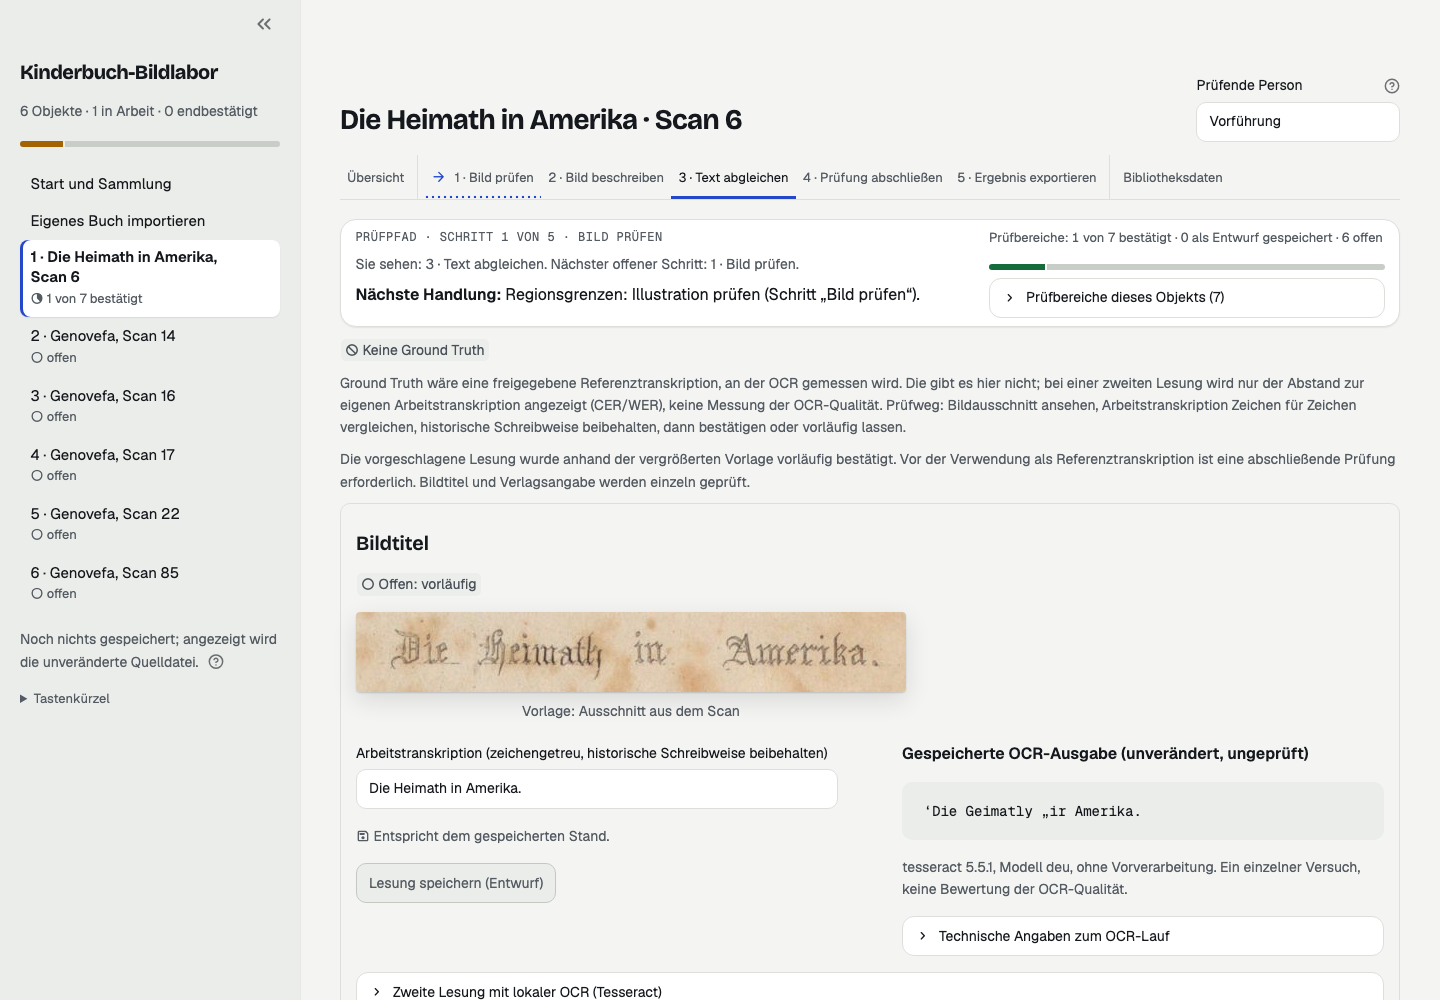 Kinderbuch-Bildlabor
6 Objekte · 1 in Arbeit · 0 endbestätigt
Start und Sammlung
Eigenes Buch importieren
1 · Die Heimath in Amerika,
Scan 6
1 von 7 bestätigt
2 · Genovefa, Scan 14
offen
3 · Genovefa, Scan 16
offen
4 · Genovefa, Scan 17
offen
5 · Genovefa, Scan 22
offen
6 · Genovefa, Scan 85
offen
Noch nichts gespeichert; angezeigt wird
die unveränderte Quelldatei.
Tastenkürzel
Prüfende Person
Vorführung
Die Heimath in Amerika · Scan 6
Übersicht
1 · Bild prüfen
2 · Bild beschreiben
3 · Text abgleichen
4 · Prüfung abschließen
5 · Ergebnis exportieren
Bibliotheksdaten
PRÜFPFAD · SCHRITT 1 VON 5 · BILD PRÜFEN
Sie sehen: 3 · Text abgleichen. Nächster offener Schritt: 1 · Bild prüfen.
Nächste Handlung: Regionsgrenzen: Illustration prüfen (Schritt „Bild prüfen“).
Prüfbereiche: 1 von 7 bestätigt · 0 als Entwurf gespeichert · 6 offen
Prüfbereiche dieses Objekts (7)
Keine Ground Truth
Ground Truth wäre eine freigegebene Referenztranskription, an der OCR gemessen wird. Die gibt es hier nicht; bei einer zweiten Lesung wird nur der Abstand zur
eigenen Arbeitstranskription angezeigt (CER/WER), keine Messung der OCR-Qualität. Prüfweg: Bildausschnitt ansehen, Arbeitstranskription Zeichen für Zeichen
vergleichen, historische Schreibweise beibehalten, dann bestätigen oder vorläufig lassen.
Die vorgeschlagene Lesung wurde anhand der vergrößerten Vorlage vorläufig bestätigt. Vor der Verwendung als Referenztranskription ist eine abschließende Prüfung
erforderlich. Bildtitel und Verlagsangabe werden einzeln geprüft.
Bildtitel
Offen: vorläufig
Die Heimath in Amerika.
Vorlage: Ausschnitt aus dem Scan
Arbeitstranskription (zeichengetreu, historische Schreibweise beibehalten)
Die Heimath in Amerika.
Entspricht dem gespeicherten Stand.
Lesung speichern (Entwurf)
Gespeicherte OCR-Ausgabe (unverändert, ungeprüft)
‘Die Geimatly „ir Amerika.
tesseract 5.5.1, Modell deu, ohne Vorverarbeitung. Ein einzelner Versuch,
keine Bewertung der OCR-Qualität.
Technische Angaben zum OCR-Lauf
Zweite Lesung mit lokaler OCR (Tesseract)